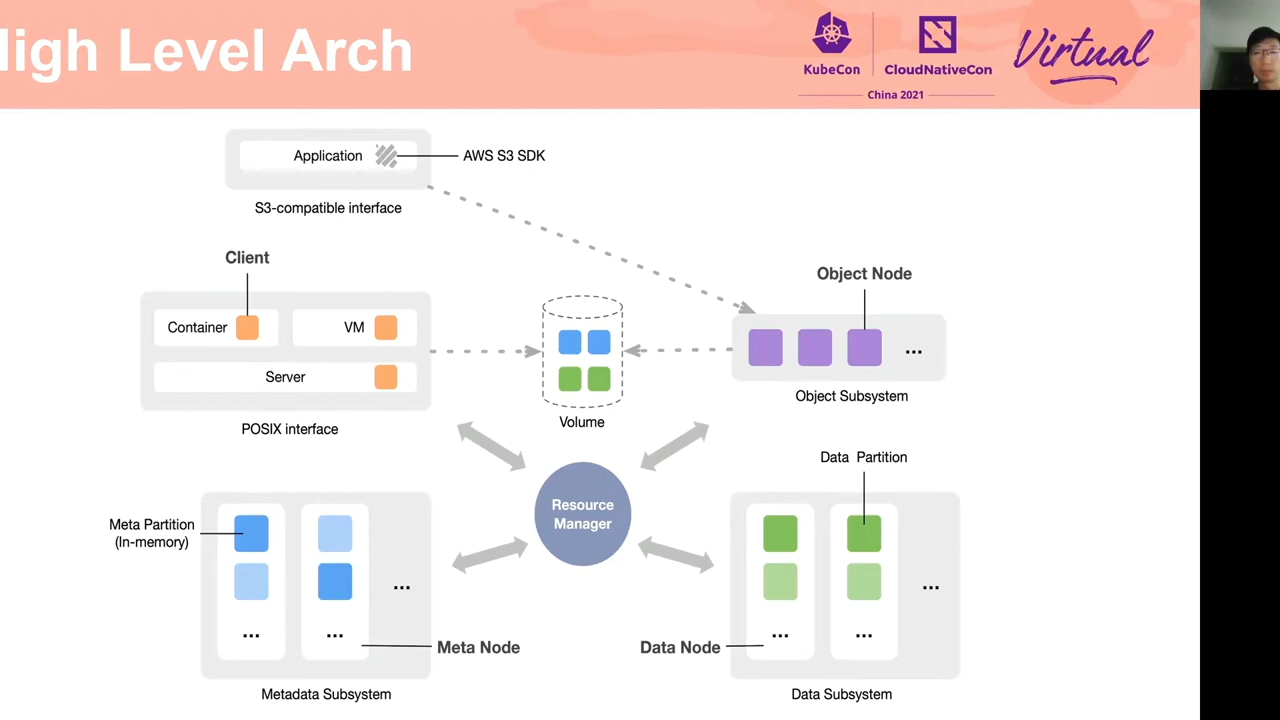 High Level Arch
KubeCon
CloudNativeCon
Virtual
China 2021
Application
AWS S3 SDK
S3-compatible interface
Client
Container
VM
Server
POSIX interface
Volume
Object Node
...
Object Subsystem
Resource
Manager
Meta Partition
(In-memory)
...
...
...
Meta Node
Metadata Subsystem
Data Partition
...
...
...
Data Node
Data Subsystem